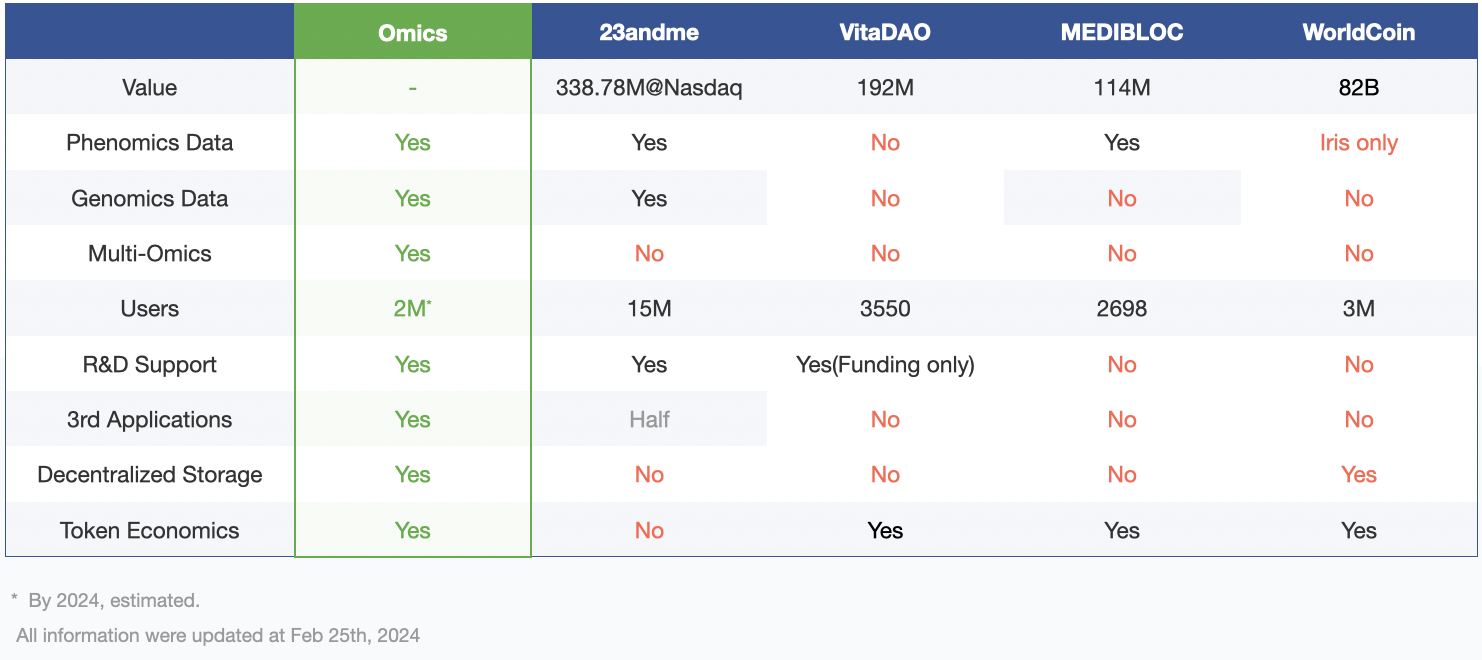 Omics 23andme VitaDAO MEDIBLOC WorldCoin
Value - 338.78M@Nasdaq 192M 114M 82B
Phenomics Data Yes Yes No Yes Iris only
Genomics Data Yes Yes No No No
Multi-Omics Yes No No No No
Users 2M* 15M 3550 2698 3M
R&D Support Yes Yes Yes(Funding only) No No
3rd Applications Yes Half No No No
Decentralized Storage Yes No No No Yes
Token Economics Yes No Yes Yes Yes
* By 2024, estimated.
All information were updated at Feb 25th, 2024